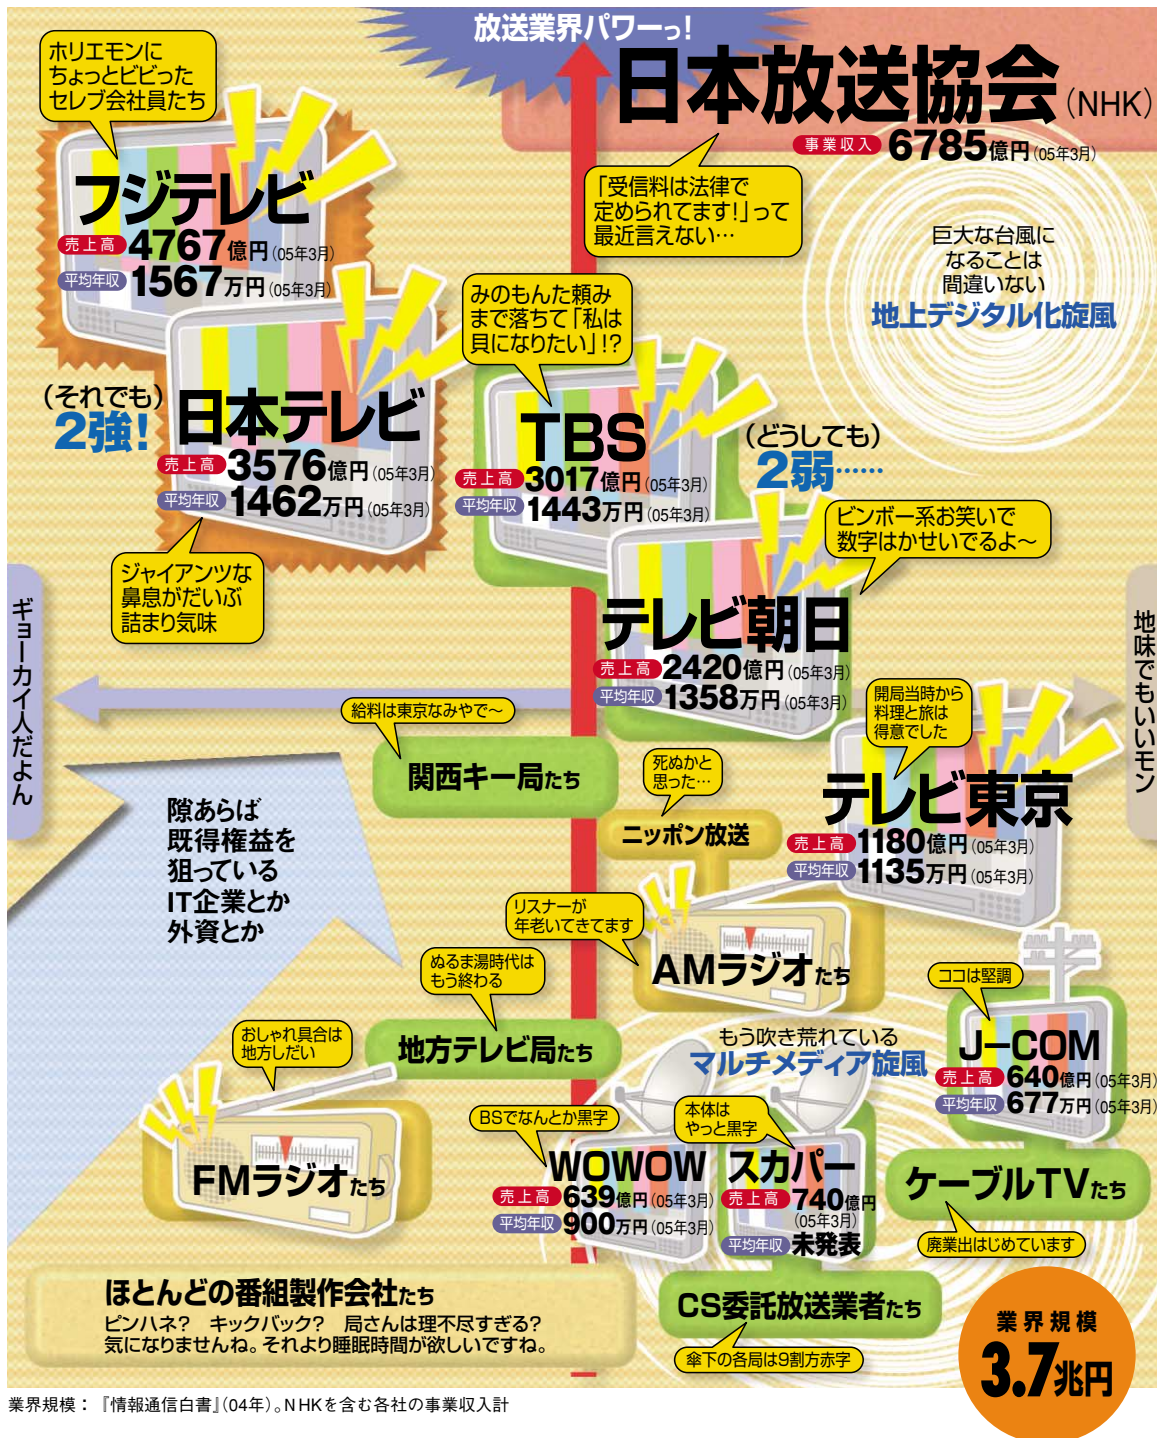 放送業界パワーっ!
日本放送協会(NHK)
事業収入 6785億円(05年3月)
「受信料は法律で
定められてます!」って
最近言えない…
ホリエモンに
ちょっとビビった
セレブ会社員たち
フジテレビ
売上高 4767億円(05年3月)
平均年収 1567万円(05年3月)
巨大な台風に
なることは
間違いない
地上デジタル化旋風
みのもんた頼み
まで落ちて「私は
貝になりたい」!?
(それでも)
2強!
日本テレビ
売上高 3576億円(05年3月)
平均年収 1462万円(05年3月)
ジャイアンツな
鼻息がだいぶ
詰まり気味
TBS
売上高 3017億円(05年3月)
平均年収 1443万円(05年3月)
(どうしても)
2弱……
ビンボー系お笑いで
数字はかせいでるよ〜
テレビ朝日
売上高 2420億円(05年3月)
平均年収 1358万円(05年3月)
ギョーカイ人だよん
地味でもいいモン
給料は東京なみやで〜
関西キー局たち
開局当時から
料理と旅は
得意でした
テレビ東京
売上高 1180億円(05年3月)
平均年収 1135万円(05年3月)
死ぬかと
思った…
ニッポン放送
隙あらば
既得権益を
狙っている
IT企業とか
外資とか
リスナーが
年老いてきてます
AMラジオたち
ぬるま湯時代は
もう終わる
地方テレビ局たち
おしゃれ具合は
地方しだい
FMラジオたち
もう吹き荒れている
マルチメディア旋風
ココは堅調
J-COM
売上高 640億円(05年3月)
平均年収 677万円(05年3月)
BSでなんとか黒字
WOWOW
売上高 639億円(05年3月)
平均年収 900万円(05年3月)
本体は
やっと黒字
スカパー
売上高 740億円
(05年3月)
平均年収 未発表
ケーブルTVたち
廃業出はじめています
ほとんどの番組製作会社たち
ピンハネ? キックバック? 局さんは理不尽すぎる?
気になりませんね。それより睡眠時間が欲しいですね。
CS委託放送業者たち
傘下の各局は9割方赤字
業界規模
3.7兆円
業界規模:『情報通信白書』(04年)。NHKを含む各社の事業収入計